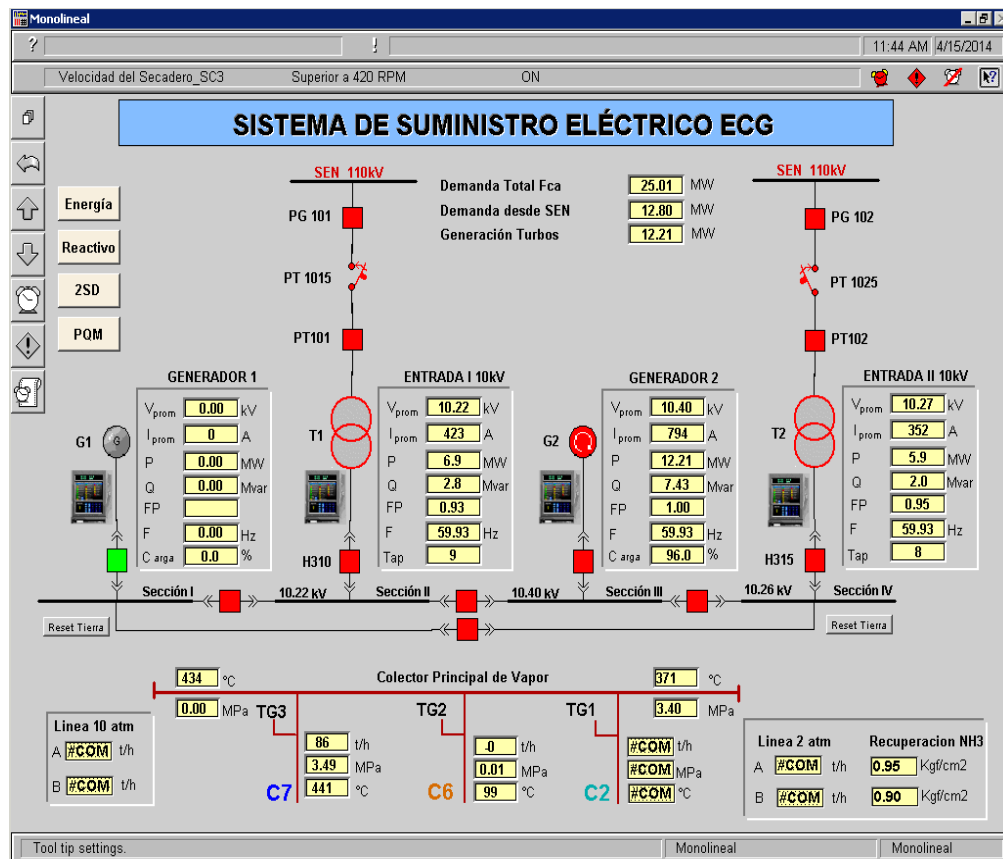 Monolineal
11:44 AM 4/15/2014
Velocidad del Secadero_SC3 Superior a 420 RPM ON
SISTEMA DE SUMINISTRO ELÉCTRICO ECG
SEN 110kV
SEN 110kV
Demanda Total Fca 25.01 MW
Demanda desde SEN 12.80 MW
Generación Turbos 12.21 MW
Energía
Reactivo
2SD
PQM
PG 101
PT 1015
PT101
PG 102
PT 1025
PT102
G1
GENERADOR 1
Vprom 0.00 kV
Iprom 0 A
P 0.00 MW
Q 0.00 Mvar
FP
F 0.00 Hz
C arga 0.0 %
T1
H310
ENTRADA I 10kV
Vprom 10.22 kV
Iprom 423 A
P 6.9 MW
Q 2.8 Mvar
FP 0.93
F 59.93 Hz
Tap 9
G2
GENERADOR 2
Vprom 10.40 kV
Iprom 794 A
P 12.21 MW
Q 7.43 Mvar
FP 1.00
F 59.93 Hz
C arga 96.0 %
T2
H315
ENTRADA II 10kV
Vprom 10.27 kV
Iprom 352 A
P 5.9 MW
Q 2.0 Mvar
FP 0.95
F 59.93 Hz
Tap 8
Sección I 10.22 kV Sección II 10.40 kV Sección III 10.26 kV Sección IV
Reset Tierra
Reset Tierra
434 °C Colector Principal de Vapor 371 °C
0.00 MPa
3.40 MPa
TG3
86 t/h
3.49 MPa
441 °C
C7
TG2
-0 t/h
0.01 MPa
99 °C
C6
TG1
#COM t/h
#COM MPa
#COM °C
C2
Linea 10 atm
A #COM t/h
B #COM t/h
Linea 2 atm Recuperacion NH3
A #COM t/h 0.95 Kgf/cm2
B #COM t/h 0.90 Kgf/cm2
Tool tip settings. Monolineal Monolineal